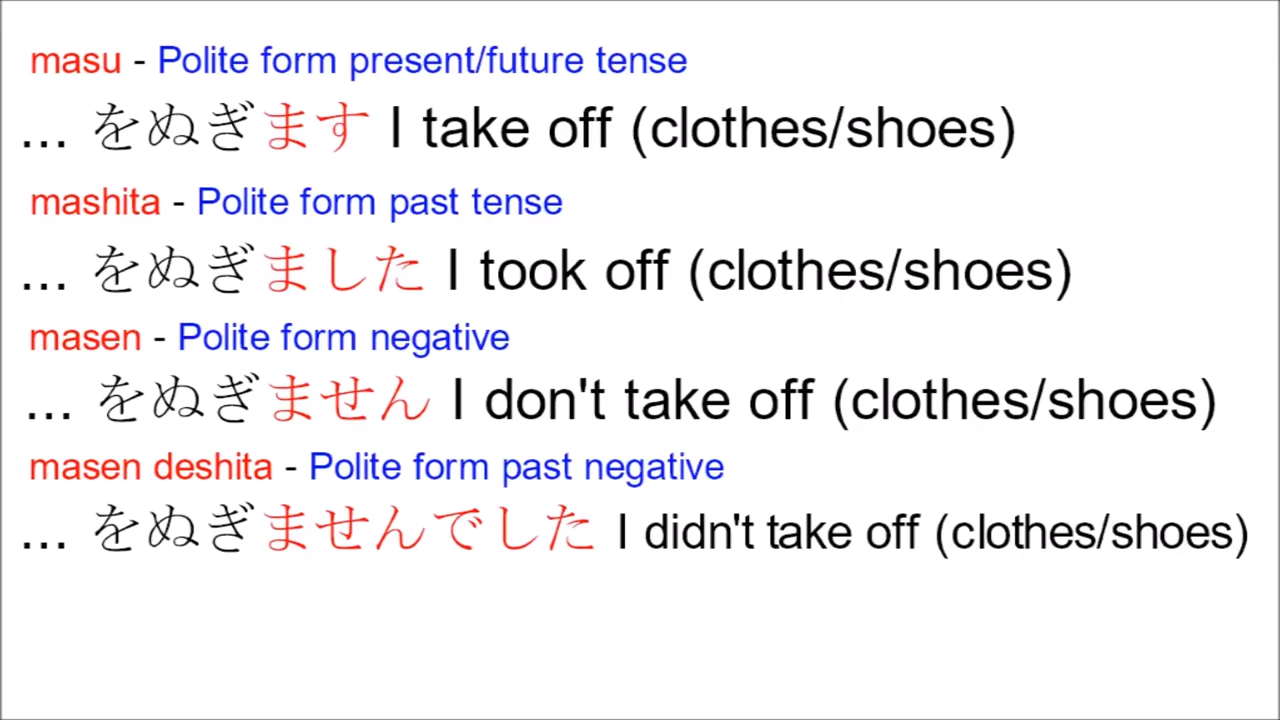 masu - Polite form present/future tense
... をぬぎます I take off (clothes/shoes)
mashita - Polite form past tense
... をぬぎました I took off (clothes/shoes)
masen - Polite form negative
... をぬぎません I don't take off (clothes/shoes)
masen deshita - Polite form past negative
... をぬぎませんでした I didn't take off (clothes/shoes)